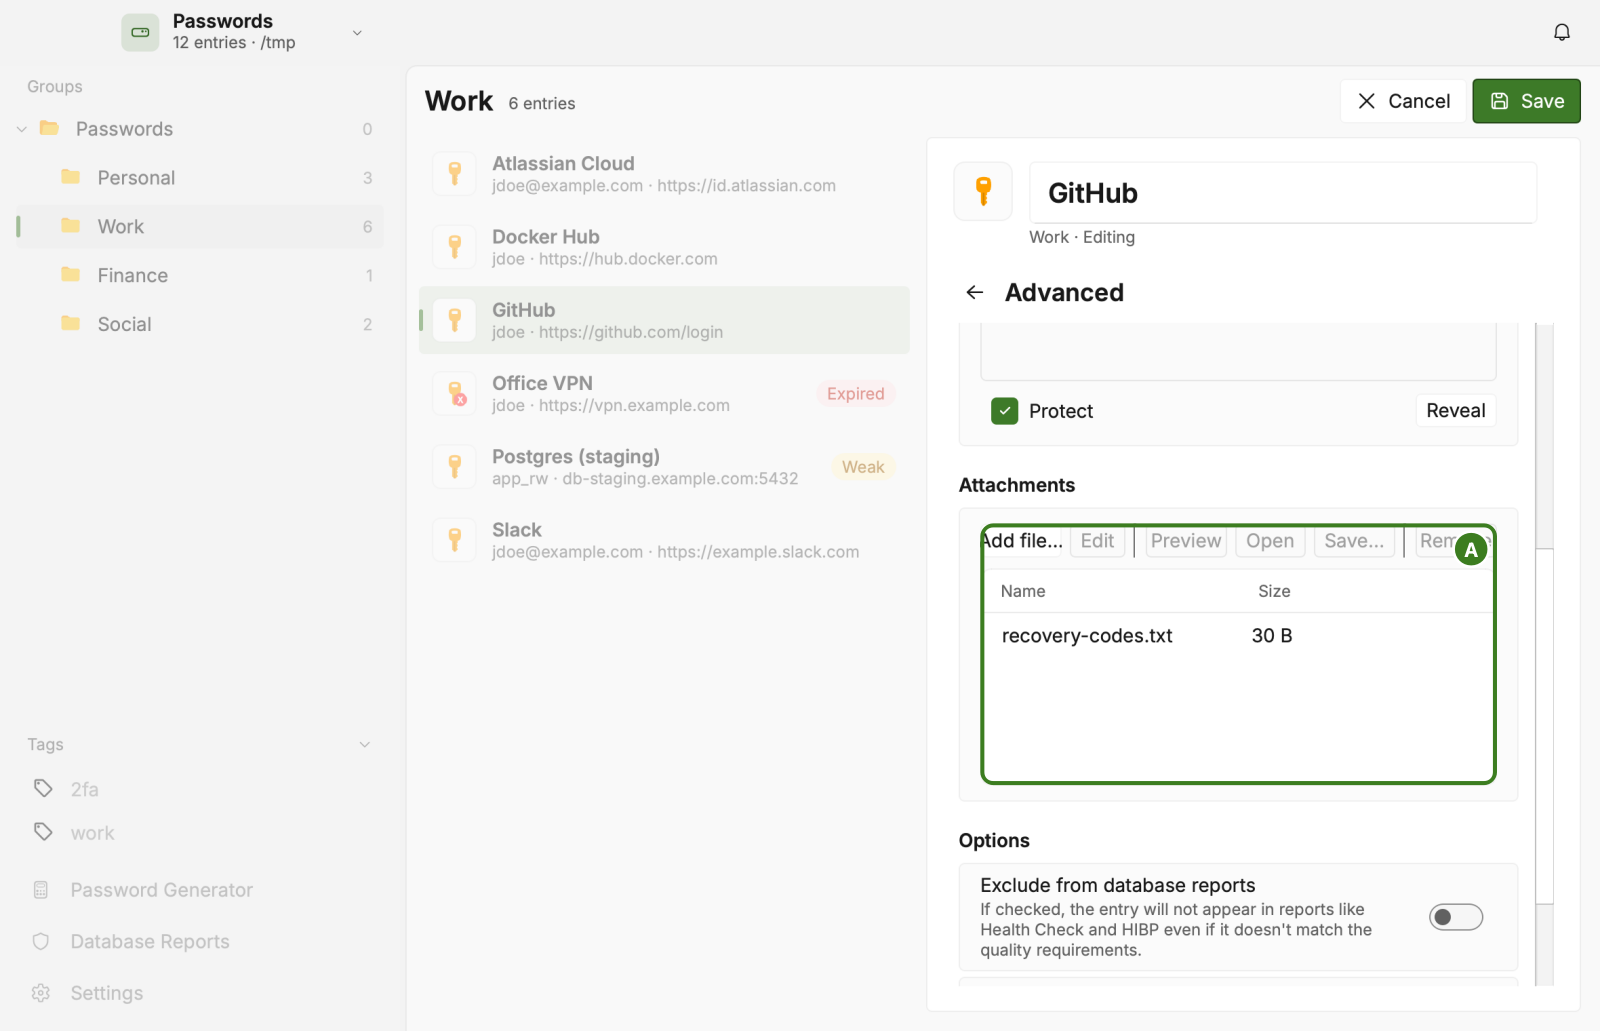 Passwords
12 entries · /tmp
Groups
Passwords 0
Personal 3
Work 6
Finance 1
Social 2
Tags
2fa
work
Password Generator
Database Reports
Settings
Work 6 entries
Cancel
Save
Atlassian Cloud
jdoe@example.com · https://id.atlassian.com
Docker Hub
jdoe · https://hub.docker.com
GitHub
jdoe · https://github.com/login
Office VPN
jdoe · https://vpn.example.com
Expired
Postgres (staging)
app_rw · db-staging.example.com:5432
Weak
Slack
jdoe@example.com · https://example.slack.com
GitHub
Work · Editing
Advanced
Protect
Reveal
Attachments
Add file... Edit Preview Open Save...
A
Name Size
recovery-codes.txt 30 B
Options
Exclude from database reports
If checked, the entry will not appear in reports like
Health Check and HIBP even if it doesn't match the
quality requirements.